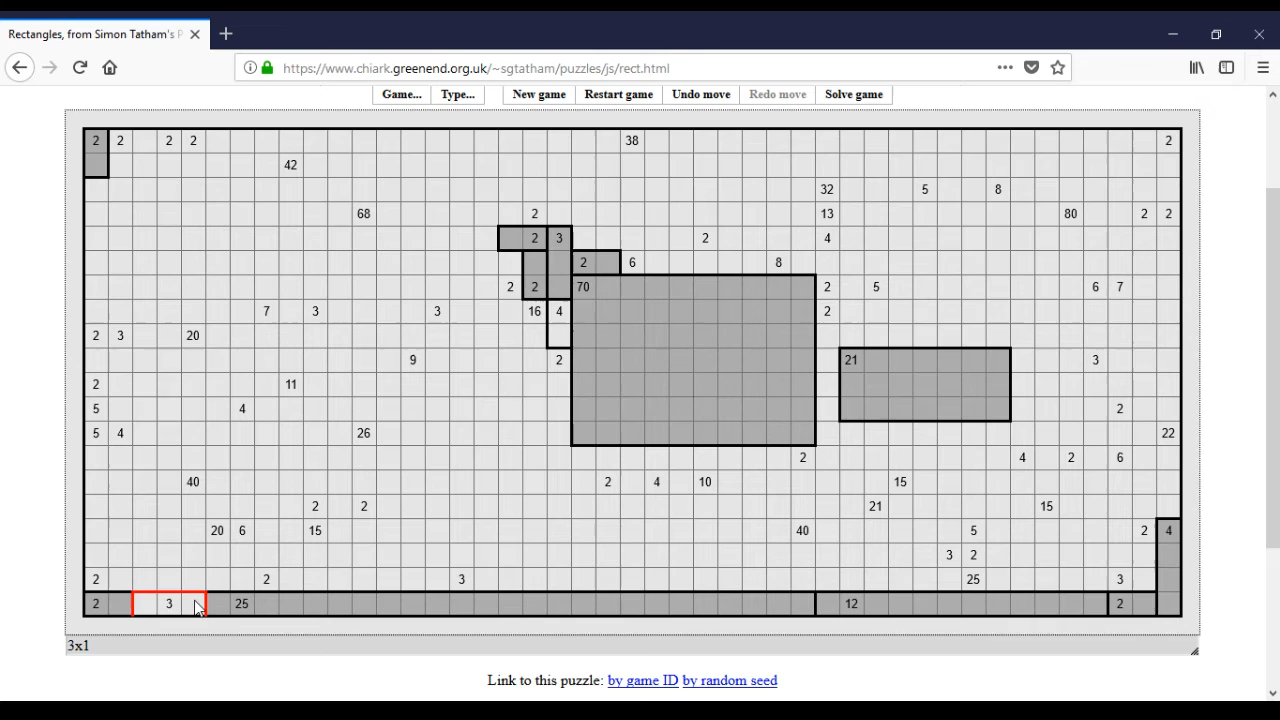 Rectangles, from Simon Tatham's P
https://www.chiark.greenend.org.uk/~sgtatham/puzzles/js/rect.html
Game... Type... New game Restart game Undo move Redo move Solve game
2 2 2 2 38 2
42
32 5 8
68 2 13 80 2 2
2 3 2 4
2 6 8
2 2 70 2 5 6 7
7 3 3 16 4 2
2 3 20
9 2 21 3
2 11
5 4 2
5 4 26 22
2 4 2 6
40 2 4 10 15
2 2 21 15
20 6 15 40 5 2 4
3 2
2 2 3 25 3
2 3 25 12 2
3x1
Link to this puzzle: by game ID by random seed